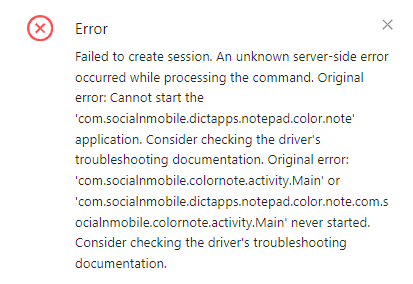 Error
Failed to create session. An unknown server-side error
occurred while processing the command. Original
error: Cannot start the
'com.socialnmobile.dictapps.notepad.color.note'
application. Consider checking the driver's
troubleshooting documentation. Original error:
'com.socialnmobile.colornote.activity.Main' or
'com.socialnmobile.dictapps.notepad.color.note.com.s
ocialnmobile.colornote.activity.Main' never started.
Consider checking the driver's troubleshooting
documentation.